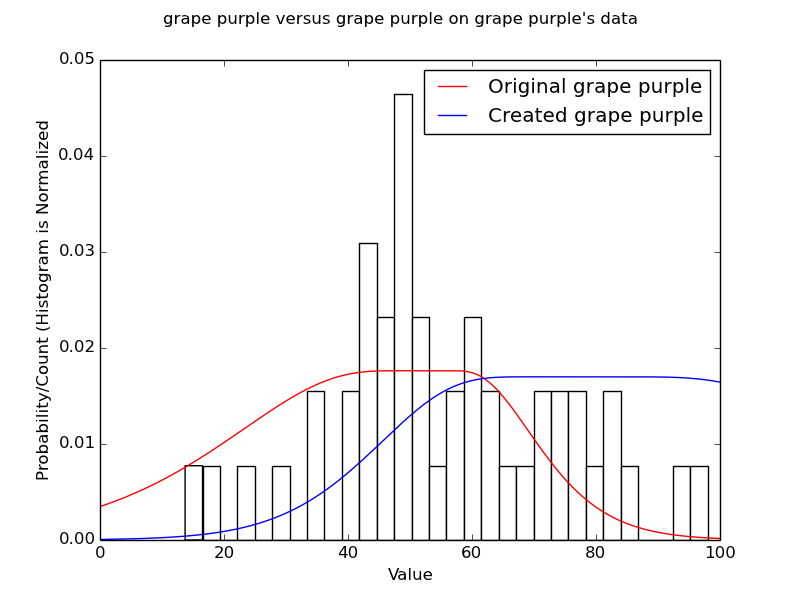 grape purple versus grape purple on grape purple's data
Original grape purple
Created grape purple
Probability/Count (Histogram is Normalized
0.05
0.04
0.03
0.02
0.01
0.00
0 20 40 60 80 100
Value